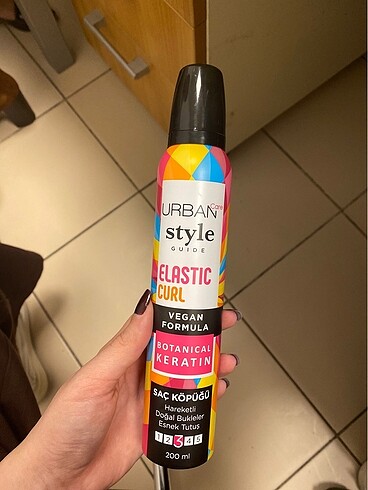 URBAN Care
style
GUIDE
ELASTIC
CURL
VEGAN
FORMULA
BOTANICAL
KERATIN
SAÇ KÖPÜĞÜ
Hareketli
Doğal Bukleler
Esnek Tutuş
1 2 3 4 5
200 ml